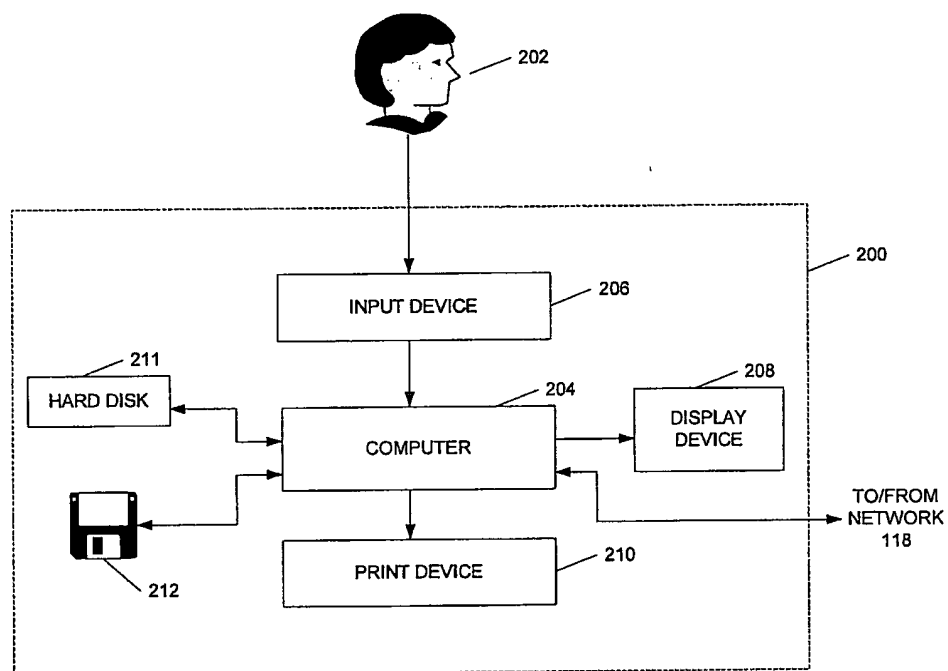 202
200
INPUT DEVICE
206
211
HARD DISK
204
COMPUTER
208
DISPLAY
DEVICE
TO/FROM
NETWORK
118
212
PRINT DEVICE
210